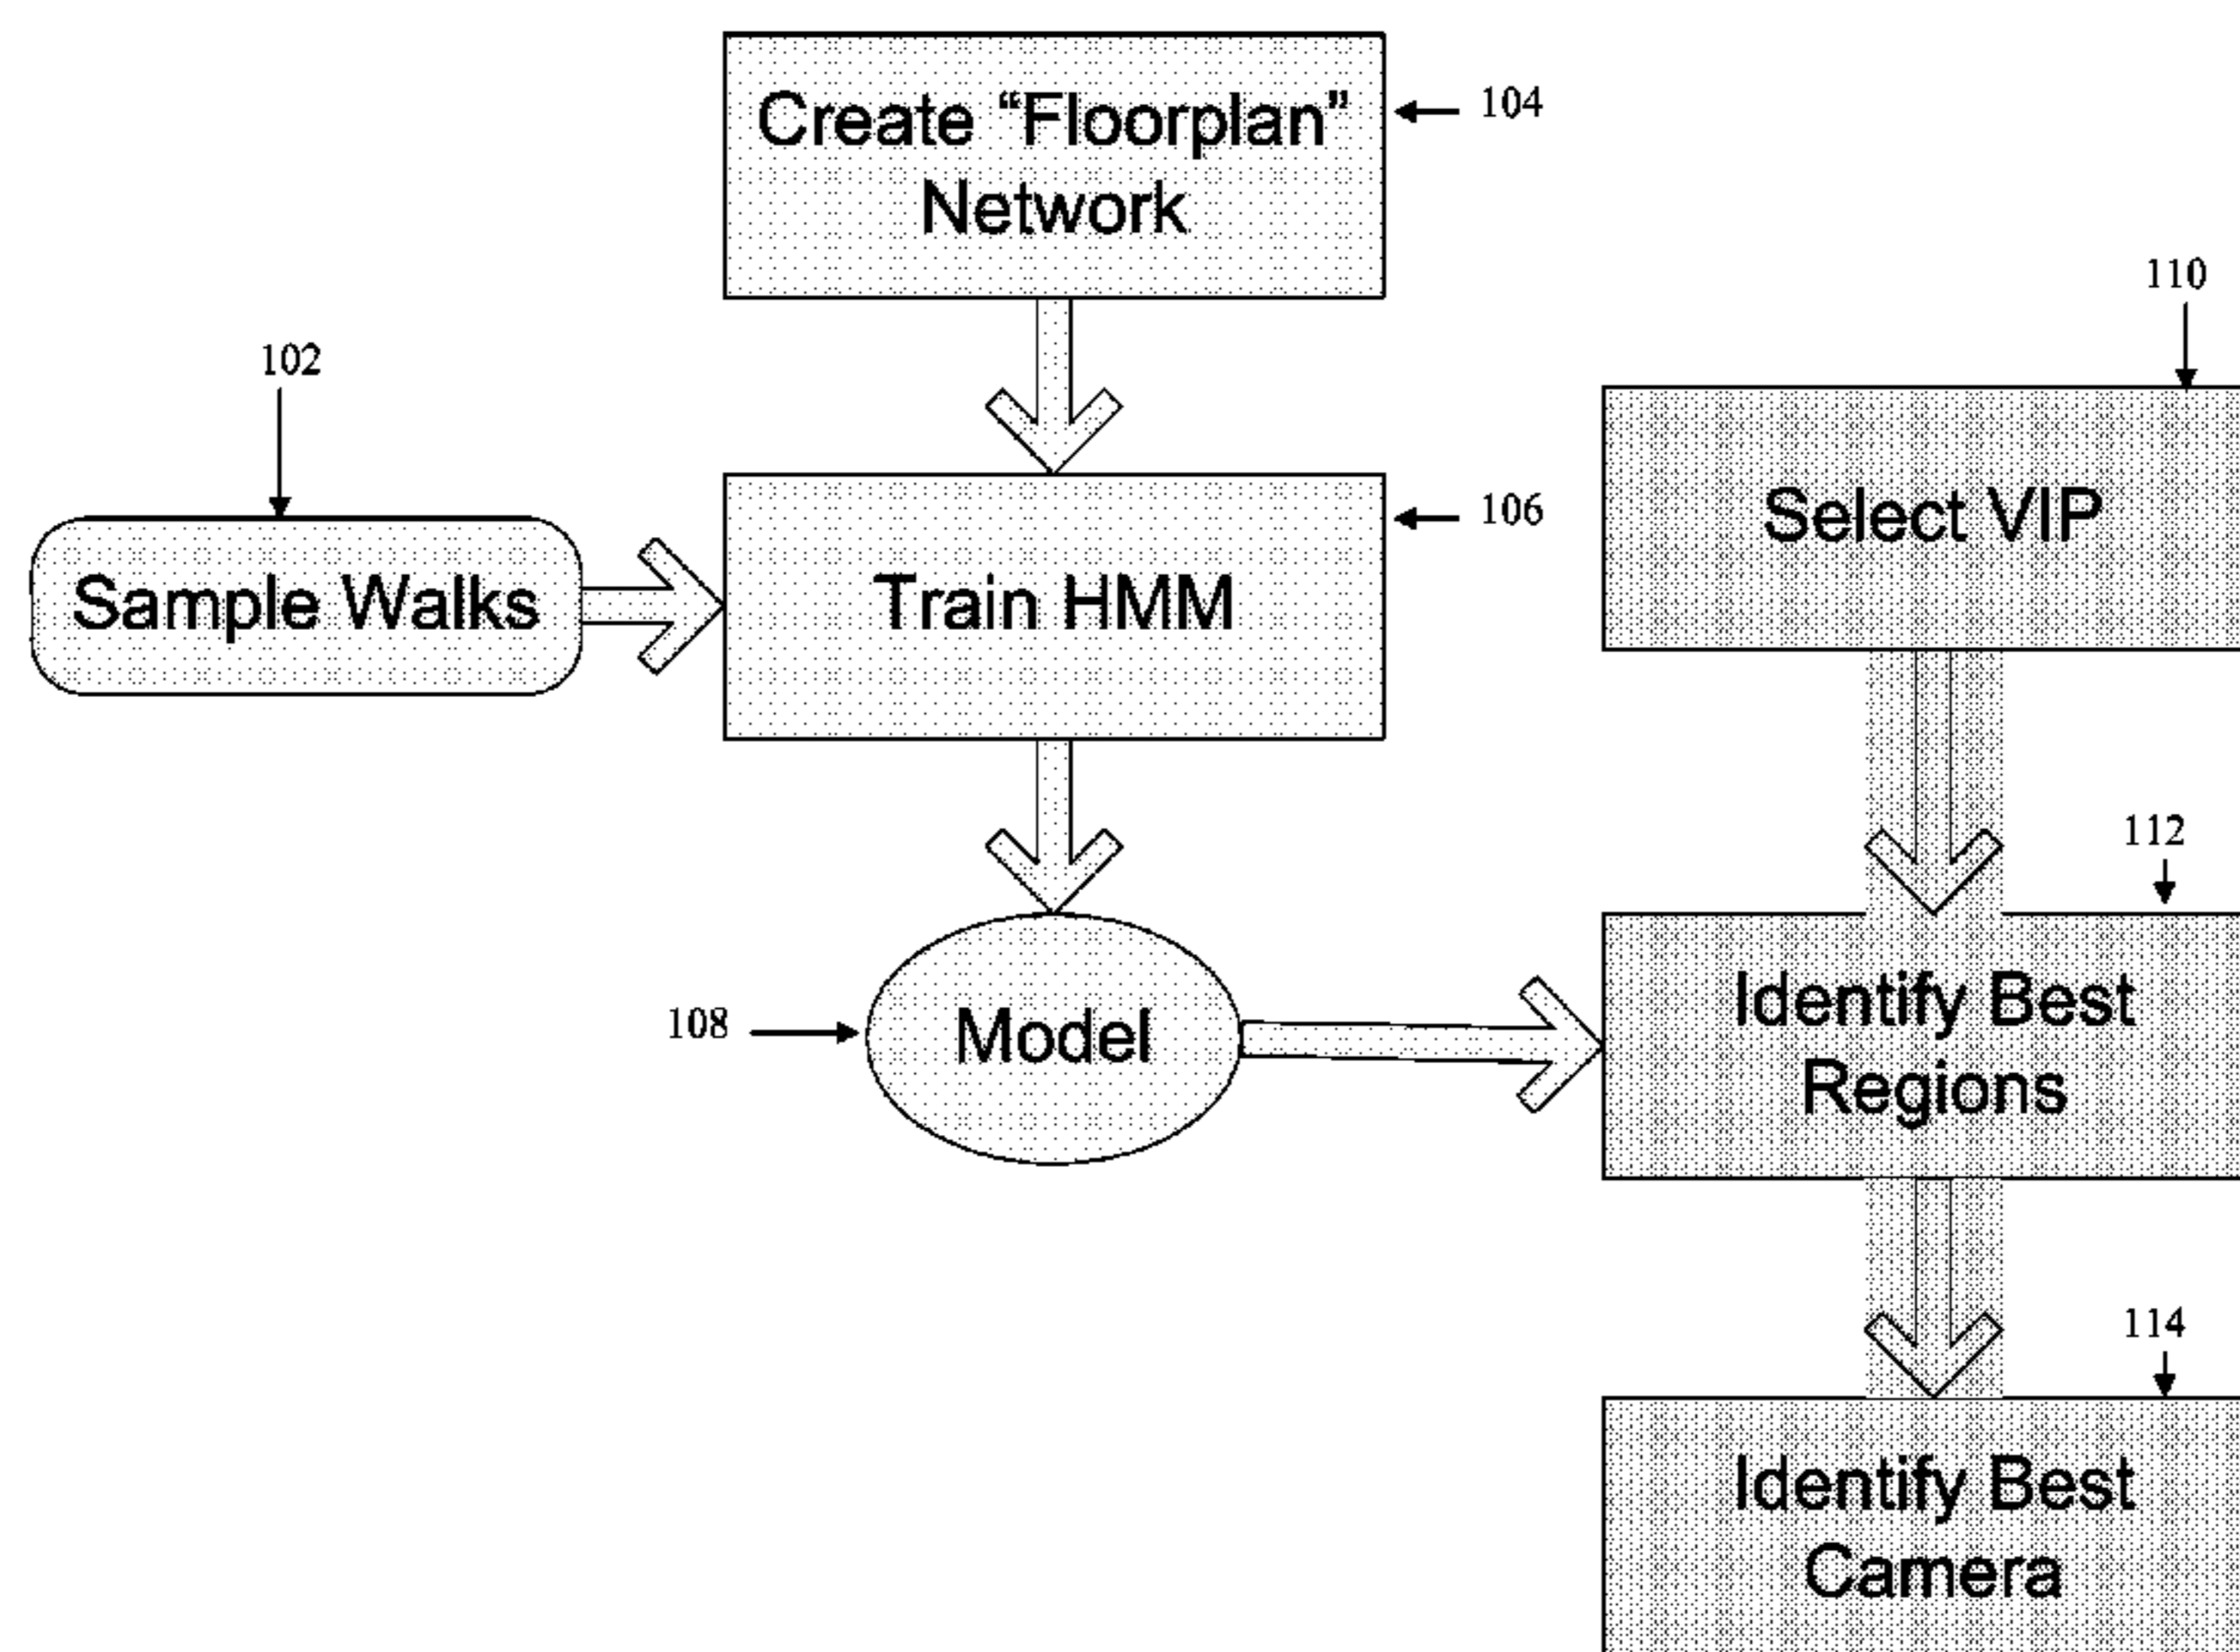 Create “Floorplan”
Network
104
110
102
Sample Walks
Train HMM
106
Select VIP
108
Model
112
Identify Best
Regions
114
Identify Best
Camera